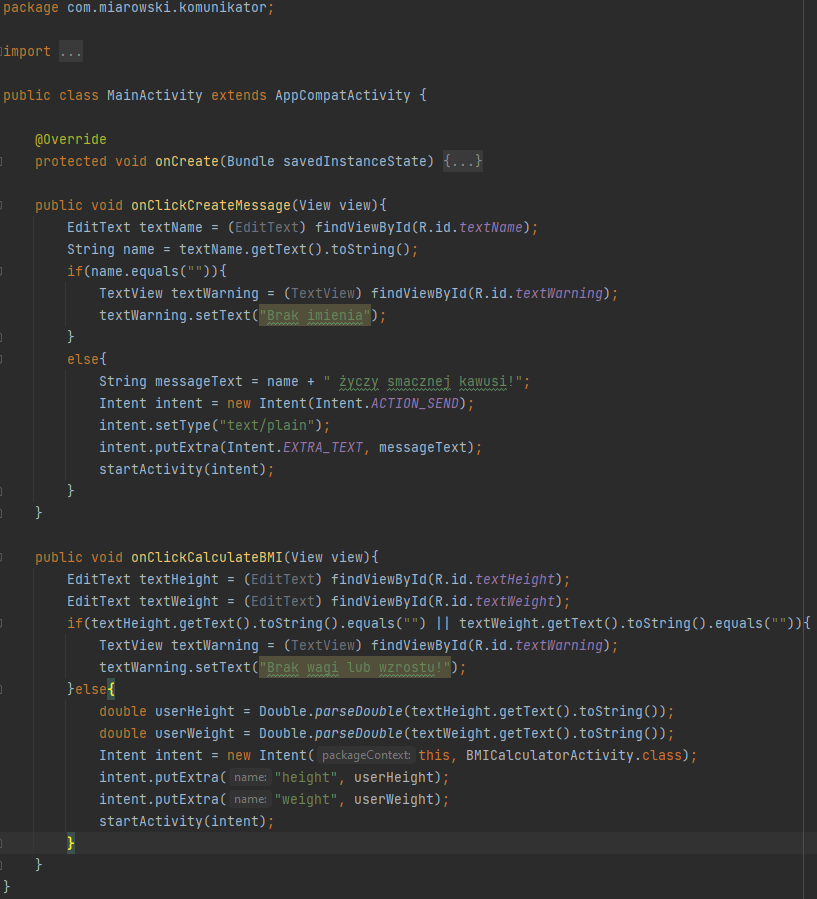 package com.miarowski.komunikator;
import ...
public class MainActivity extends AppCompatActivity {
@Override
protected void onCreate(Bundle savedInstanceState) {...}
public void onClickCreateMessage(View view){
EditText textName = (EditText) findViewById(R.id.textName);
String name = textName.getText().toString();
if(name.equals("")){
TextView textWarning = (TextView) findViewById(R.id.textWarning);
textWarning.setText("Brak imienia");
}
else{
String messageText = name + " życzy smacznej kawusi!";
Intent intent = new Intent(Intent.ACTION_SEND);
intent.setType("text/plain");
intent.putExtra(Intent.EXTRA_TEXT, messageText);
startActivity(intent);
}
}
public void onClickCalculateBMI(View view){
EditText textHeight = (EditText) findViewById(R.id.textHeight);
EditText textWeight = (EditText) findViewById(R.id.textWeight);
if(textHeight.getText().toString().equals("") || textWeight.getText().toString().equals("")){
TextView textWarning = (TextView) findViewById(R.id.textWarning);
textWarning.setText("Brak wagi lub wzrostu!");
}else{
double userHeight = Double.parseDouble(textHeight.getText().toString());
double userWeight = Double.parseDouble(textWeight.getText().toString());
Intent intent = new Intent( packageContext: this, BMICalculatorActivity.class);
intent.putExtra( name: "height", userHeight);
intent.putExtra( name: "weight", userWeight);
startActivity(intent);
}
}
}